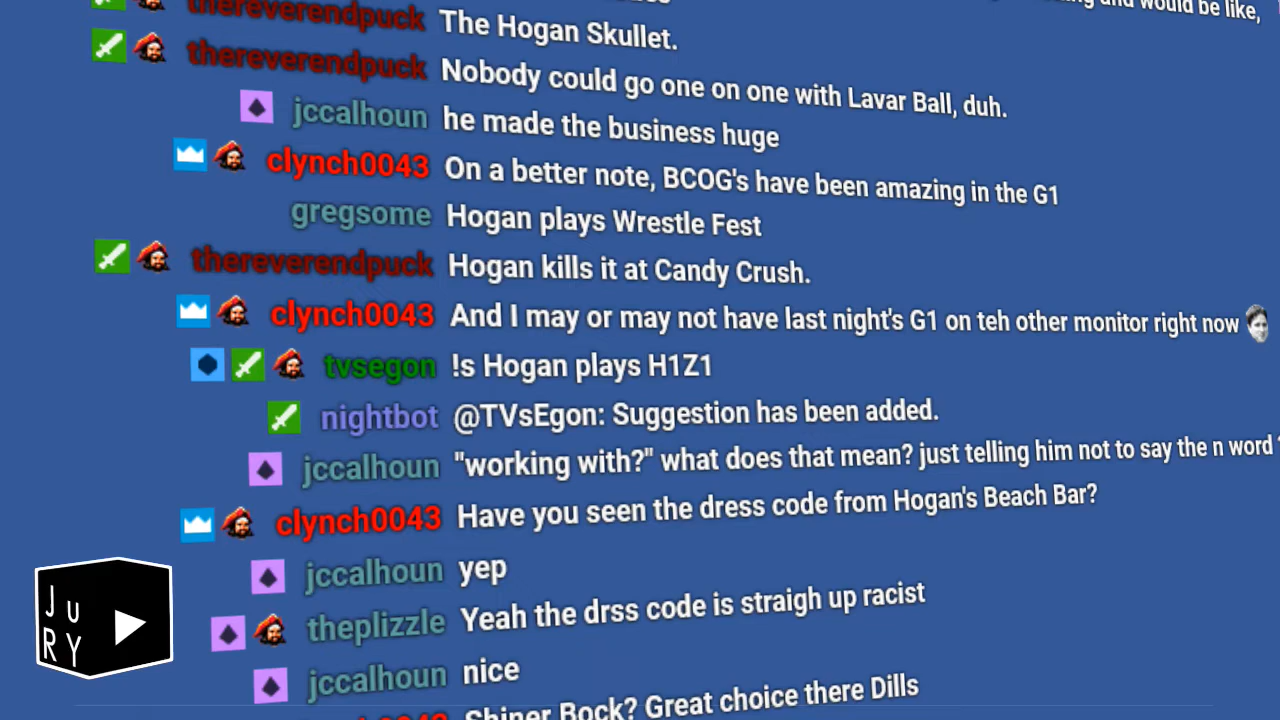 and would be like,
thereverendpuck The Hogan Skullet.
thereverendpuck Nobody could go one on one with Lavar Ball, duh.
jccalhoun he made the business huge
clynch0043 On a better note, BCOG's have been amazing in the G1
gregsome Hogan plays Wrestle Fest
thereverendpuck Hogan kills it at Candy Crush.
clynch0043 And I may or may not have last night's G1 on teh other monitor right now
tvsegon !s Hogan plays H1Z1
nightbot @TVsEgon: Suggestion has been added.
jccalhoun "working with?" what does that mean? just telling him not to say the n word
clynch0043 Have you seen the dress code from Hogan's Beach Bar?
jccalhoun yep
theplizzle Yeah the drss code is straigh up racist
jccalhoun nice
Shiner Bock? Great choice there Dills
JU
RY